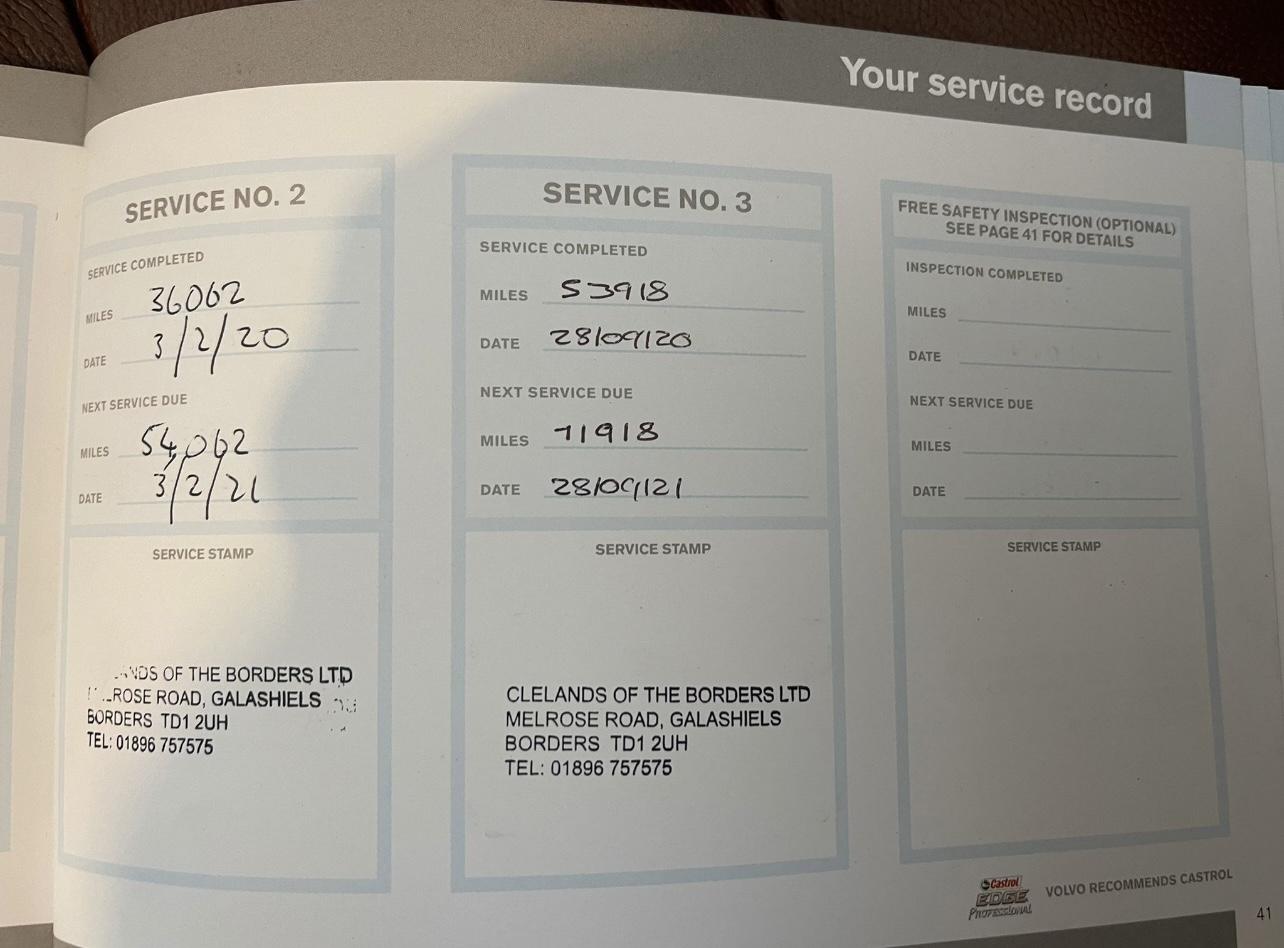 Your service record
SERVICE NO. 2
SERVICE COMPLETED
MILES 36062
DATE 3/2/20
NEXT SERVICE DUE
MILES 54,062
DATE 3/2/21
SERVICE STAMP
OF THE BORDERS LTD
ROAD, GALASHIELS
BORDERS TD1 2UH
TEL: 01896 757575
SERVICE NO. 3
SERVICE COMPLETED
MILES 53918
DATE 28/09/20
NEXT SERVICE DUE
MILES 71918
DATE 28/09/21
SERVICE STAMP
CLELANDS OF THE BORDERS LTD
MELROSE ROAD, GALASHIELS
BORDERS TD1 2UH
TEL: 01896 757575
FREE SAFETY INSPECTION (OPTIONAL)
SEE PAGE 41 FOR DETAILS
INSPECTION COMPLETED
MILES
DATE
NEXT SERVICE DUE
MILES
DATE
SERVICE STAMP
Castrol
EDGE
PROFESSIONAL
VOLVO RECOMMENDS CASTROL
41